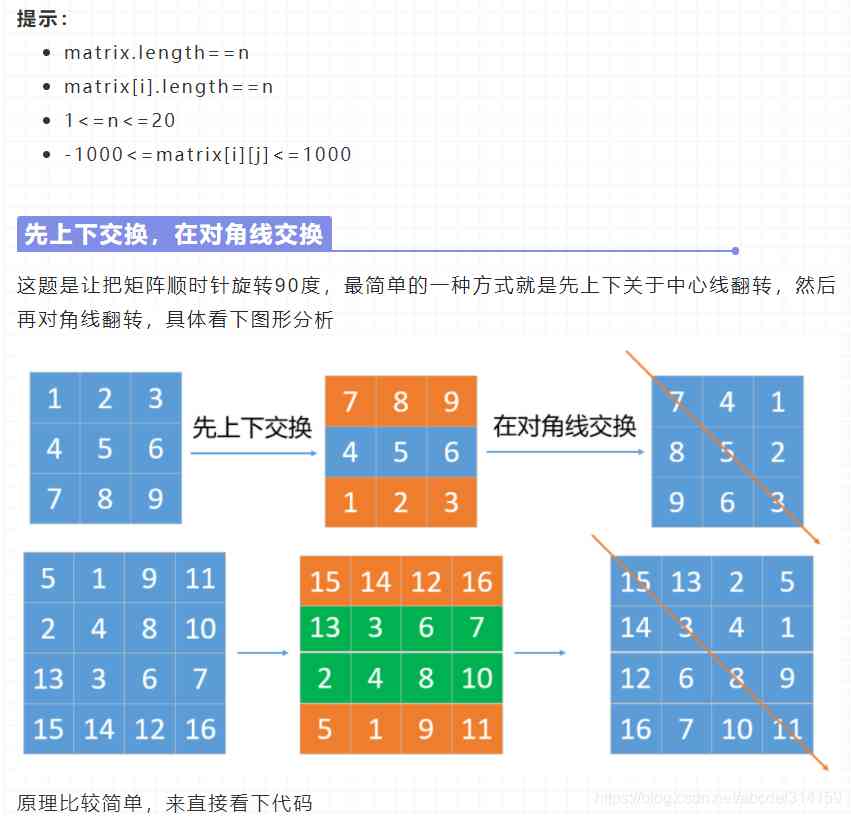 提示：
matrix.length==n
matrix[i].length==n
1<=n<=20
-1000<=matrix[i][j]<=1000
先上下交换，在对角线交换
这题是让把矩阵顺时针旋转90度，最简单的一种方式就是先上下关于中心线翻转，然后
再对角线翻转，具体看下图形分析
1 2 3
4 5 6
7 8 9
先上下交换
7 8 9
4 5 6
1 2 3
在对角线交换
7 4 1
8 5 2
9 6 3
5 1 9 11
2 4 8 10
13 3 6 7
15 14 12 16
15 14 12 16
13 3 6 7
2 4 8 10
5 1 9 11
15 13 2 5
14 3 4 1
12 6 8 9
16 7 10 11
原理比较简单，来直接看下代码
https://blog.csdn.net/abcdef314159